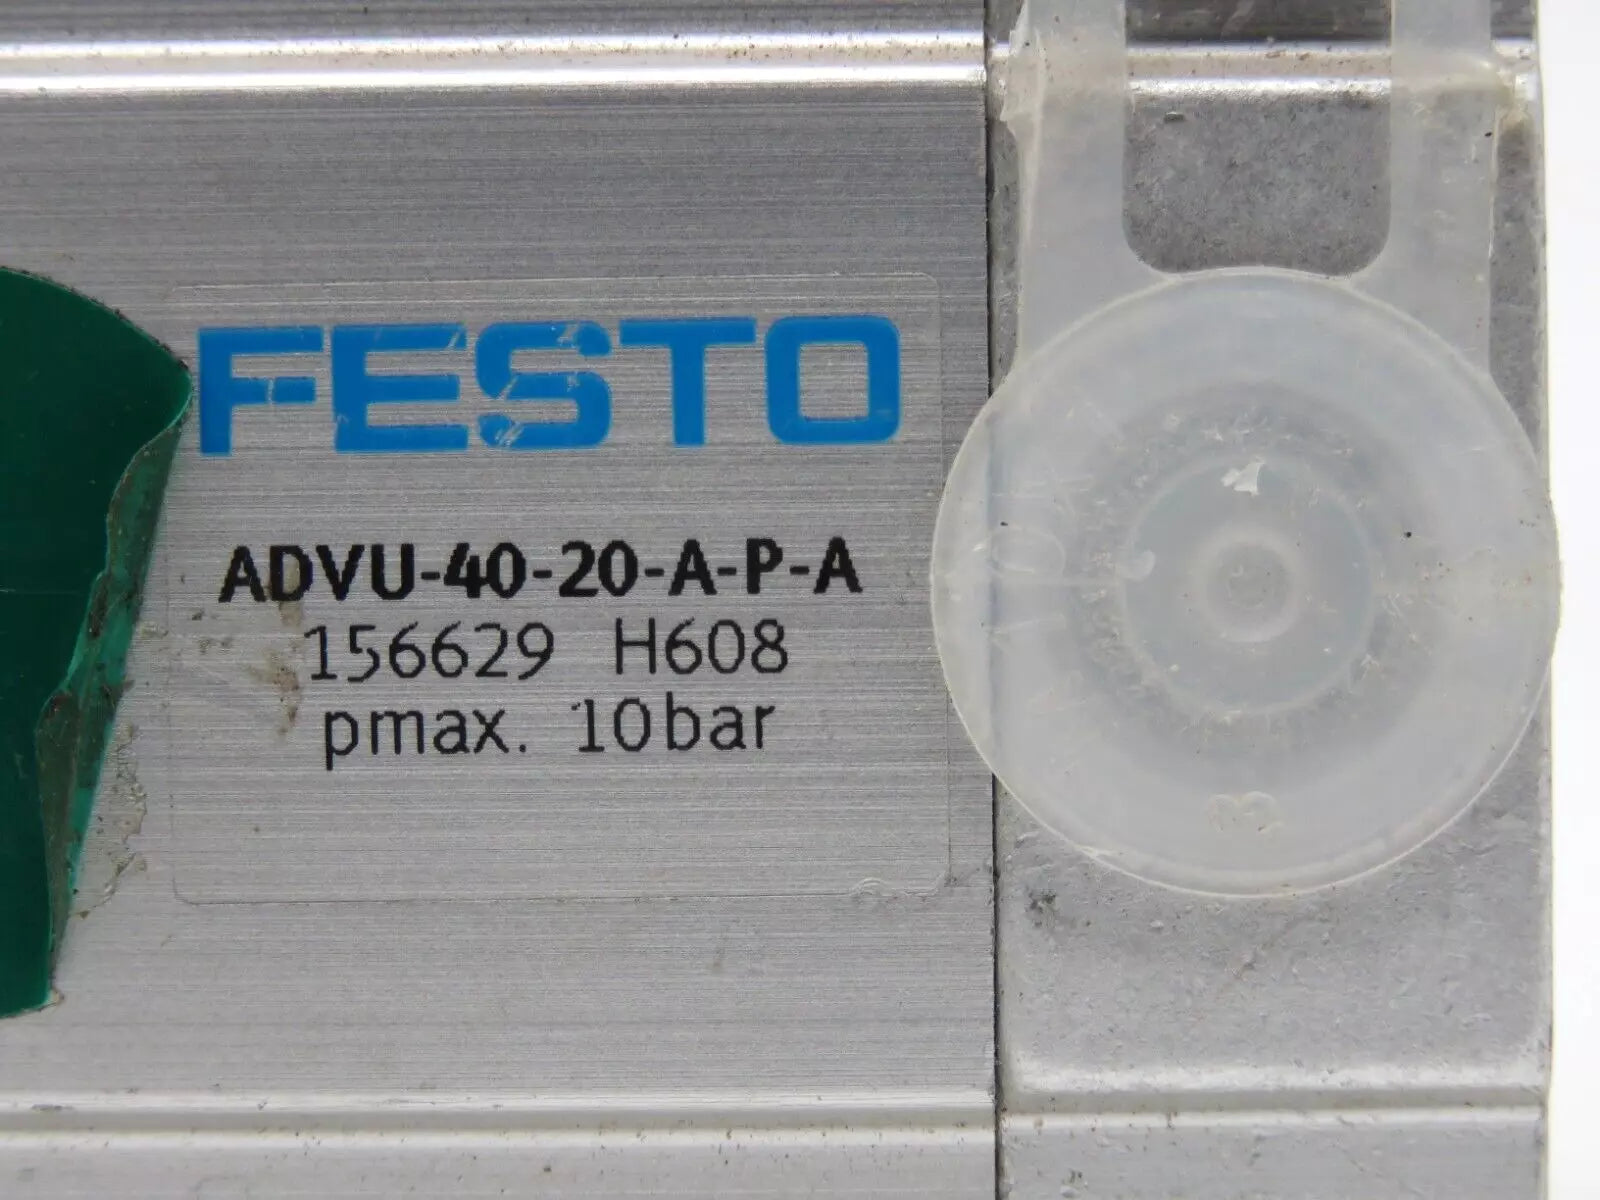 FESTO
ADVU-40-20-A-P-A
156629 H608
pmax. 10bar